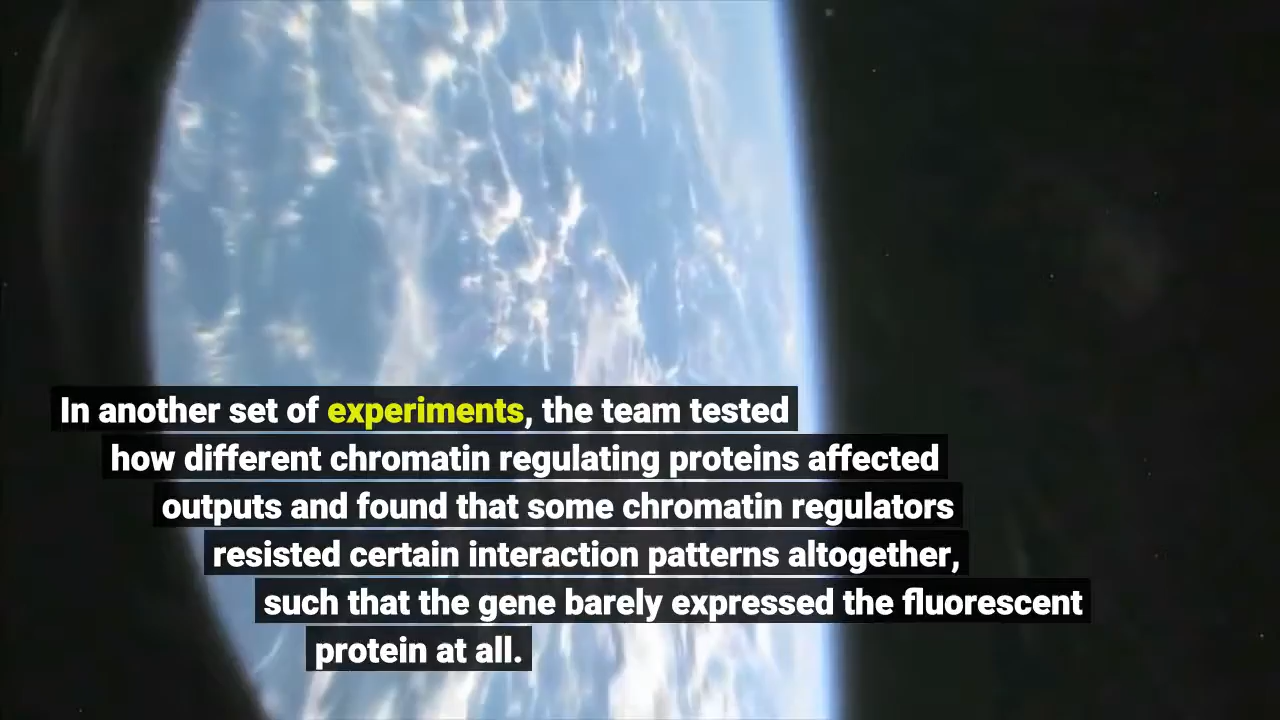 In another set of experiments, the team tested
how different chromatin regulating proteins affected
outputs and found that some chromatin regulators
resisted certain interaction patterns altogether,
such that the gene barely expressed the fluorescent
protein at all.